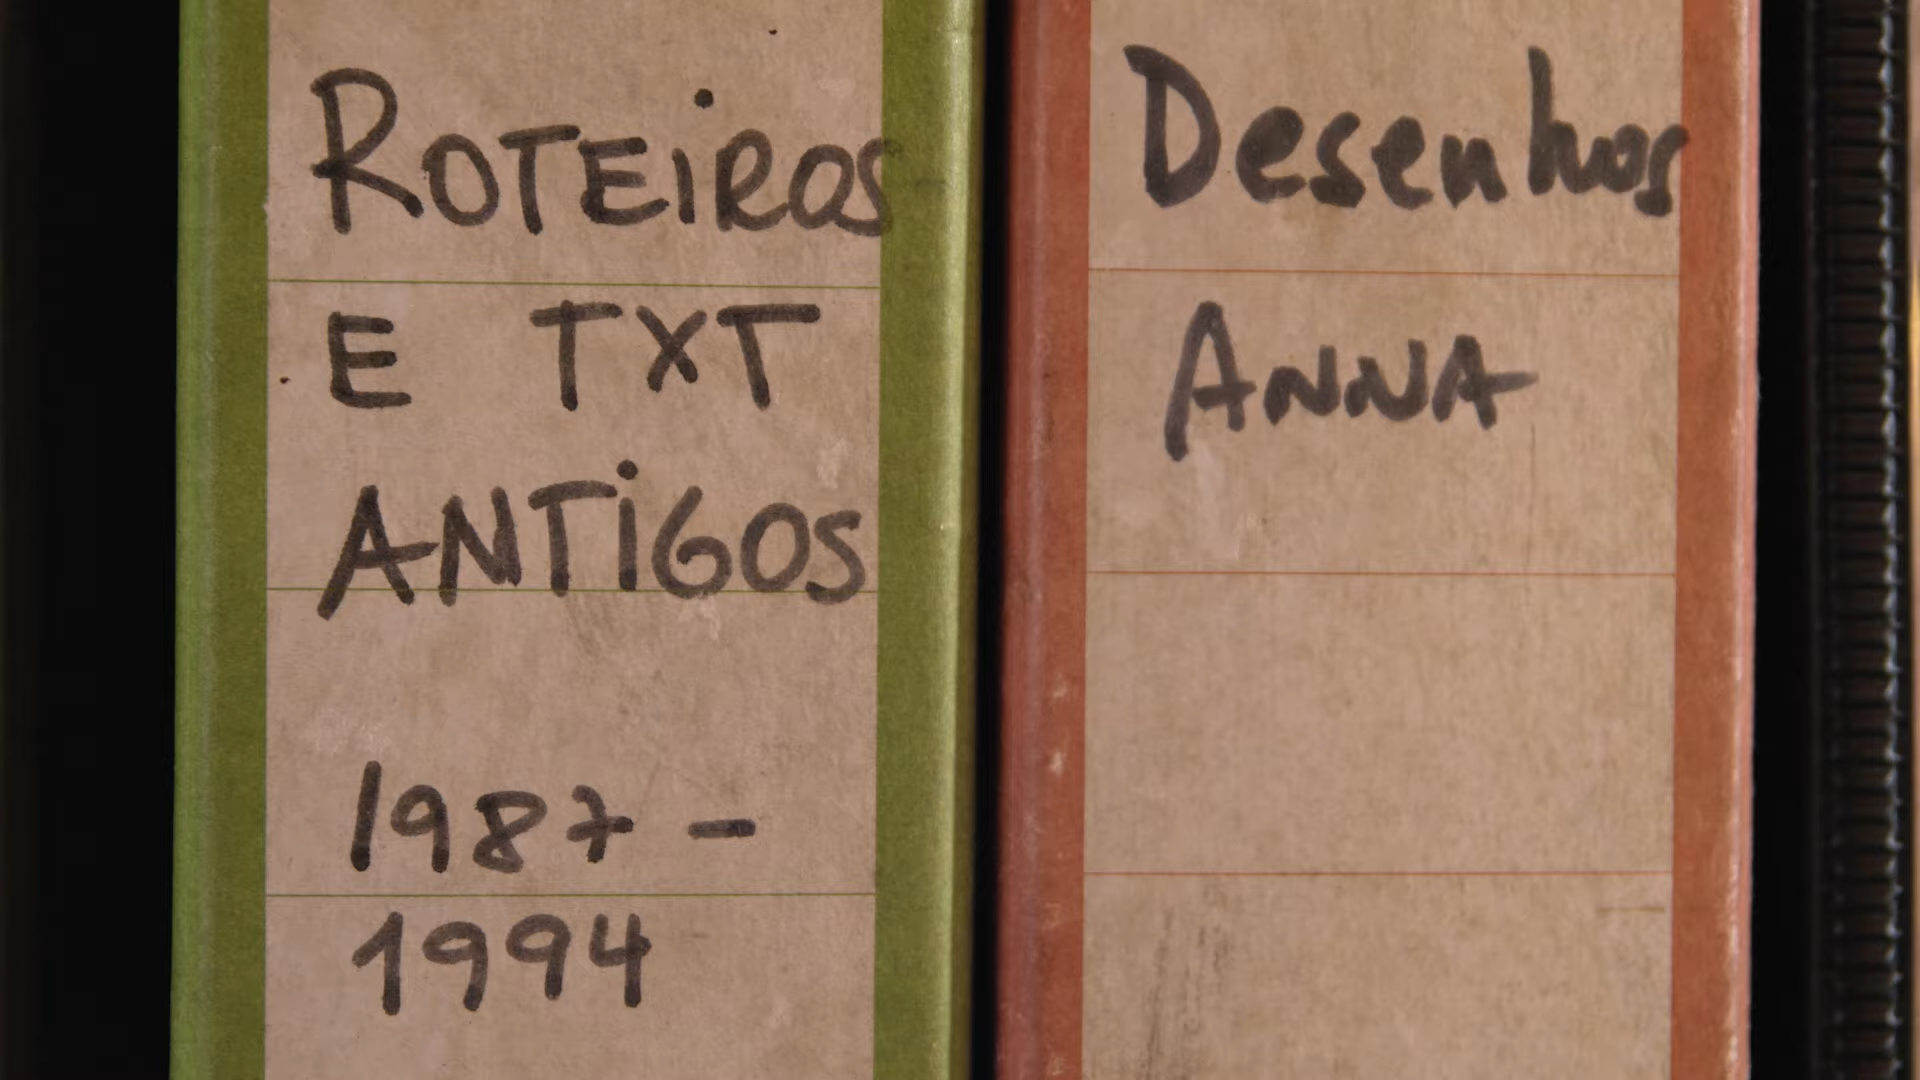 ROTEiROS
E TXT
ANTiGOS
1987 -
1994
Desenhos
ANNA